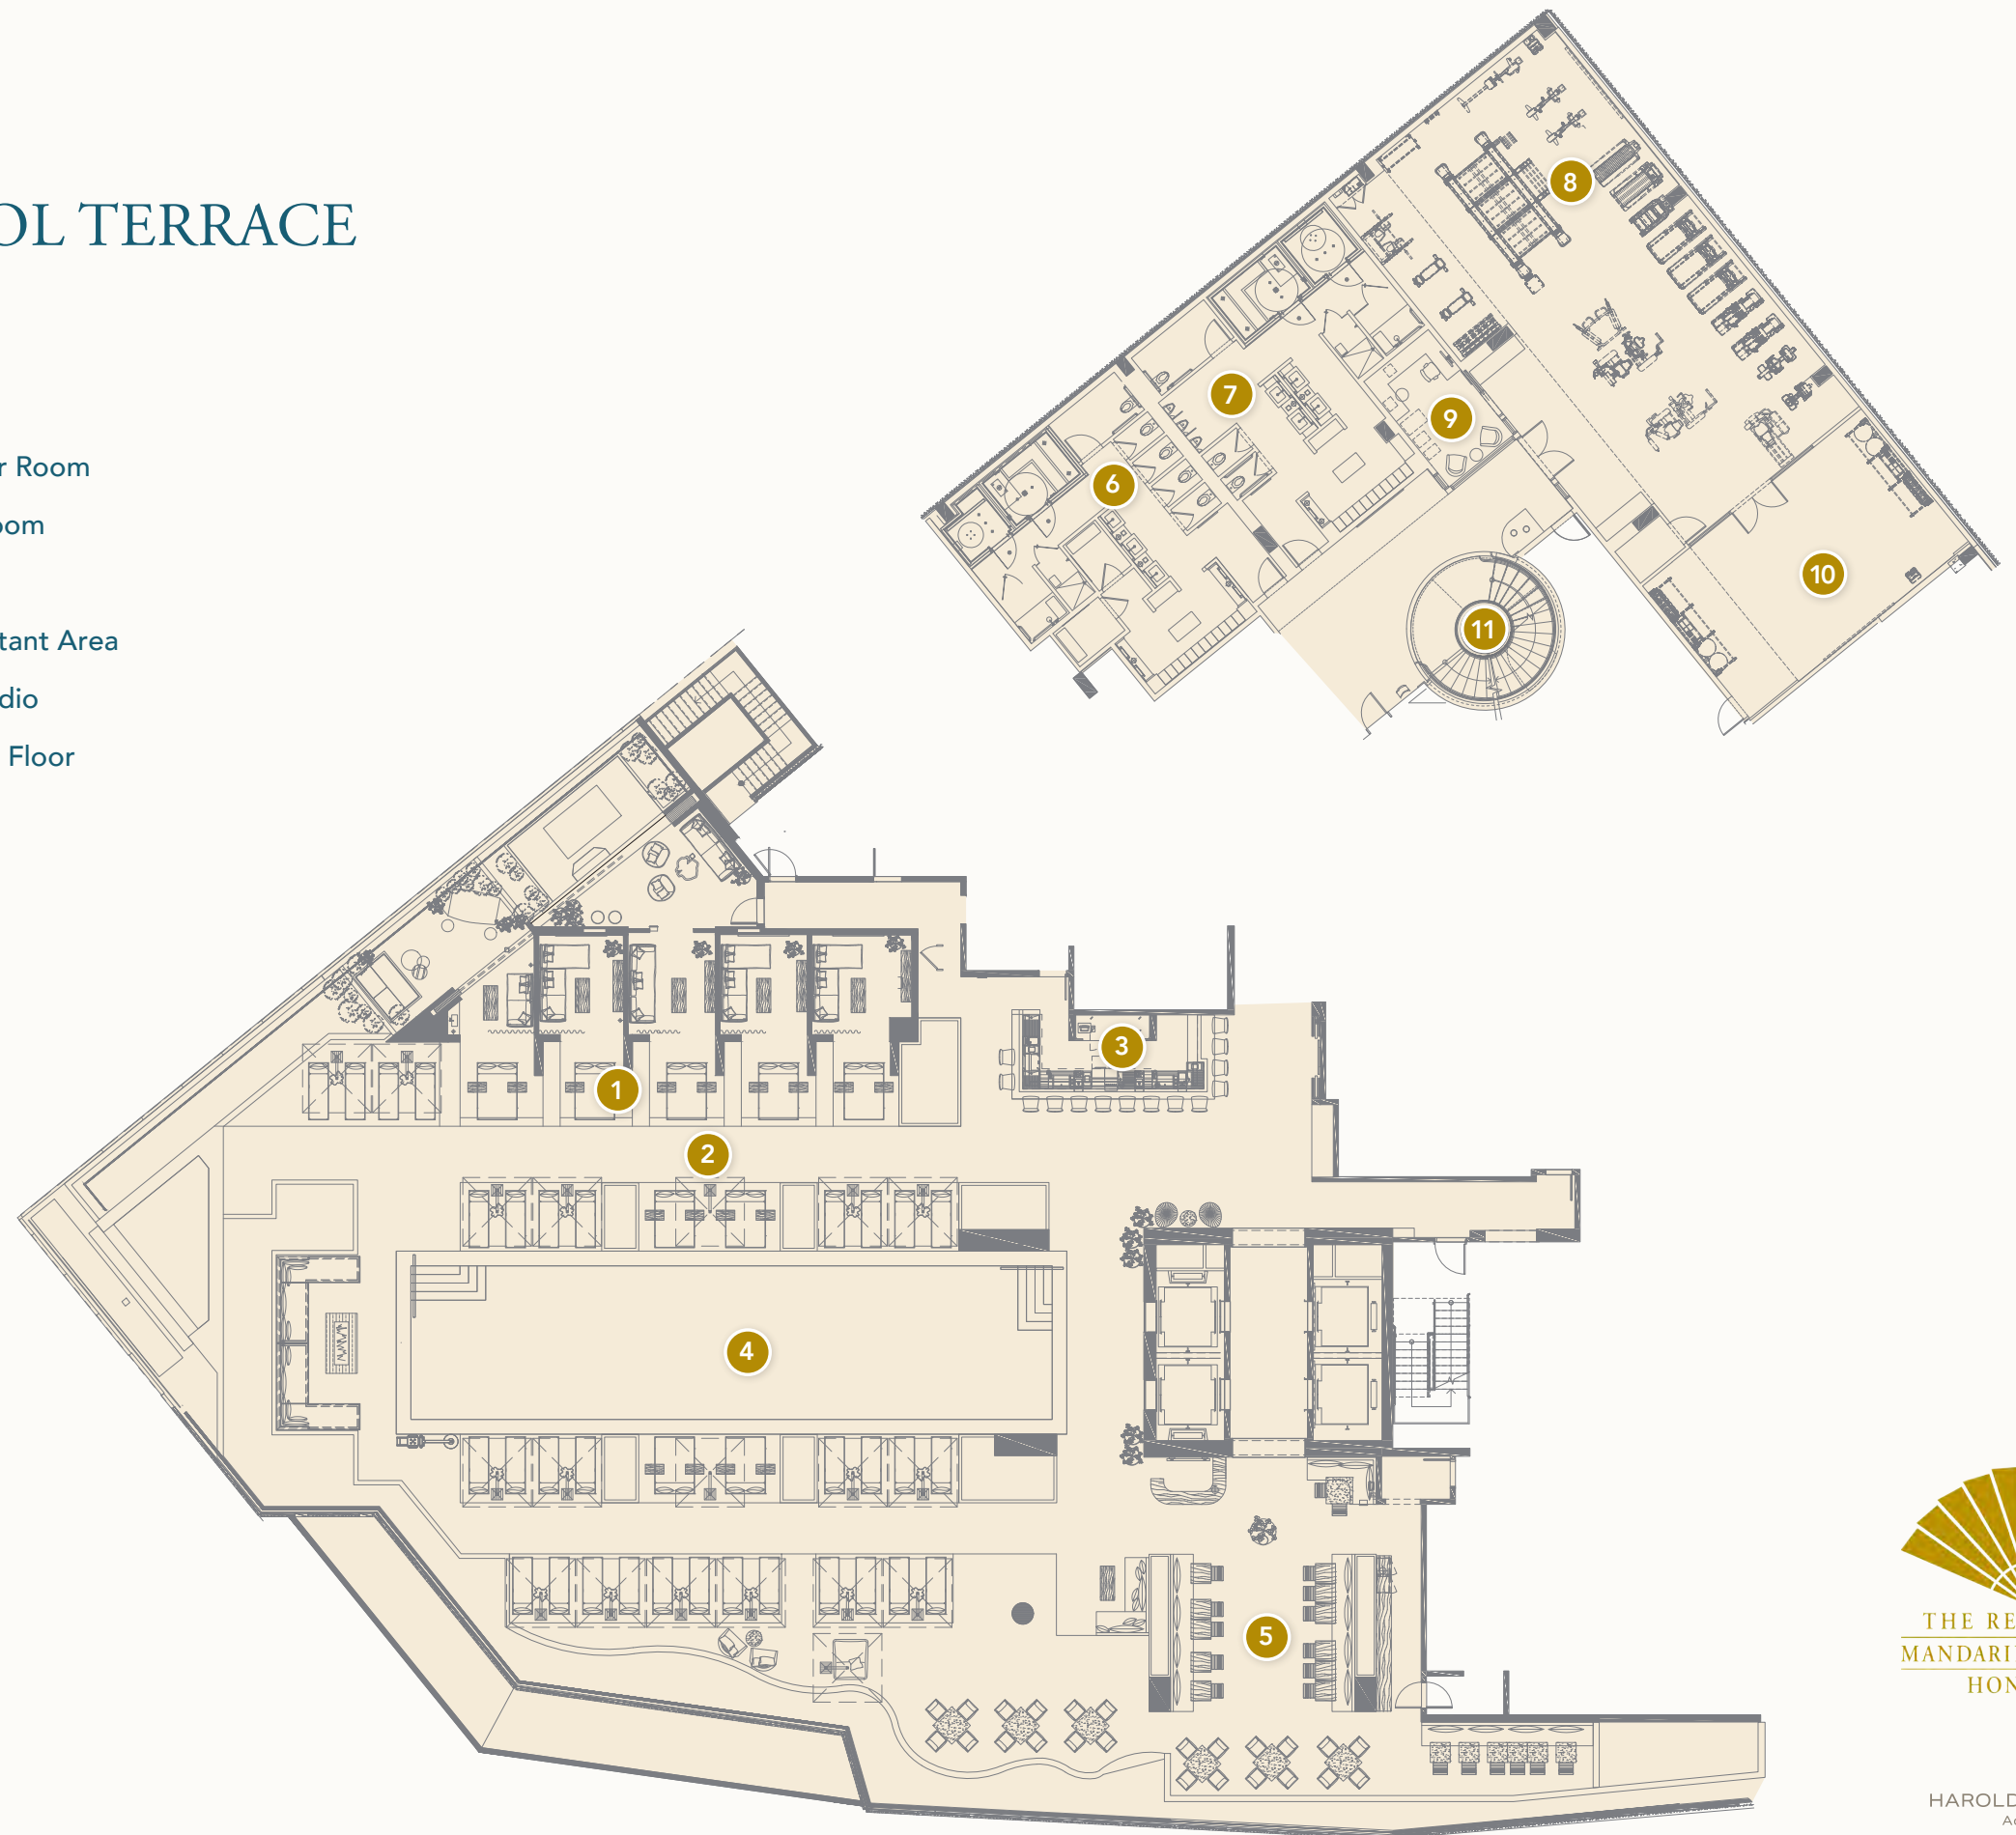 OL TERRACE
r Room
oom
tant Area
dio
Floor
8
7
9
6
10
11
3
1
2
4
5
THE RE
MANDARI
HON
HAROLD